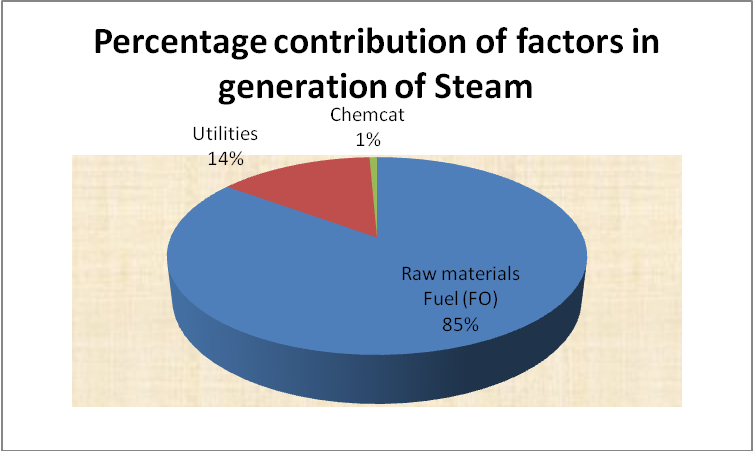 Percentage contribution of factors in
generation of Steam
Chemcat
1%
Utilities
14%
Raw materials
Fuel (FO)
85%